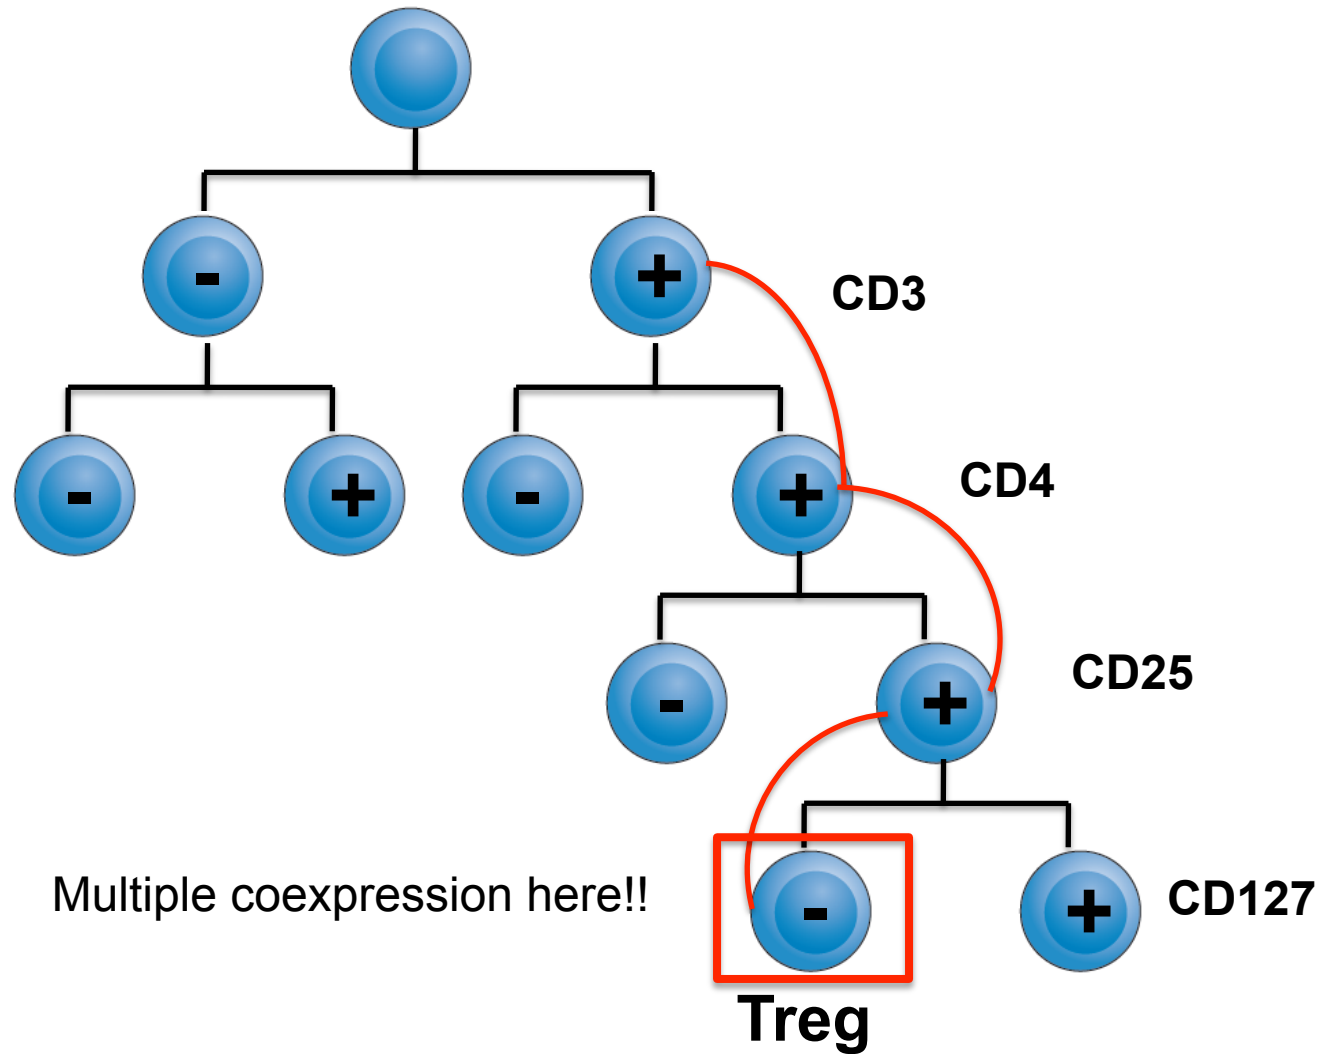 - +
CD3
- + - +
CD4
- +
CD25
Multiple coexpression here!!
- +
CD127
Treg